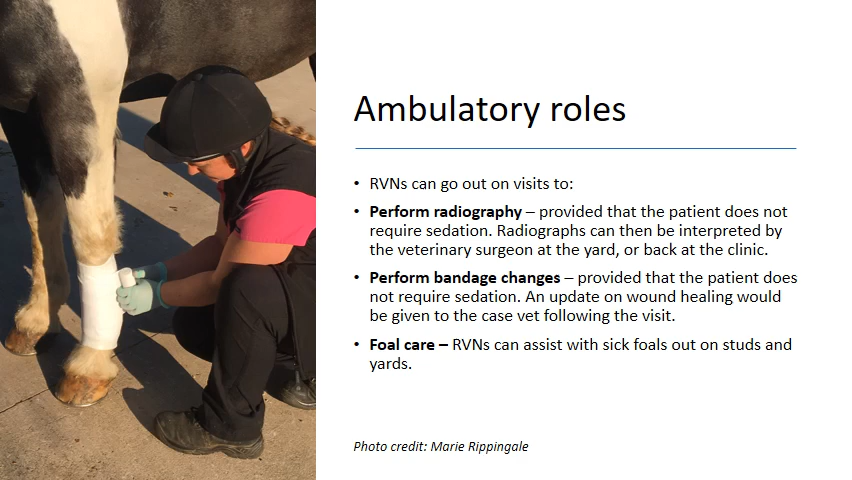 Ambulatory roles
• RVNs can go out on visits to:
• Perform radiography – provided that the patient does not
require sedation. Radiographs can then be interpreted by
the veterinary surgeon at the yard, or back at the clinic.
• Perform bandage changes – provided that the patient does
not require sedation. An update on wound healing would
be given to the case vet following the visit.
• Foal care – RVNs can assist with sick foals out on studs and
yards.
Photo credit: Marie Rippingale